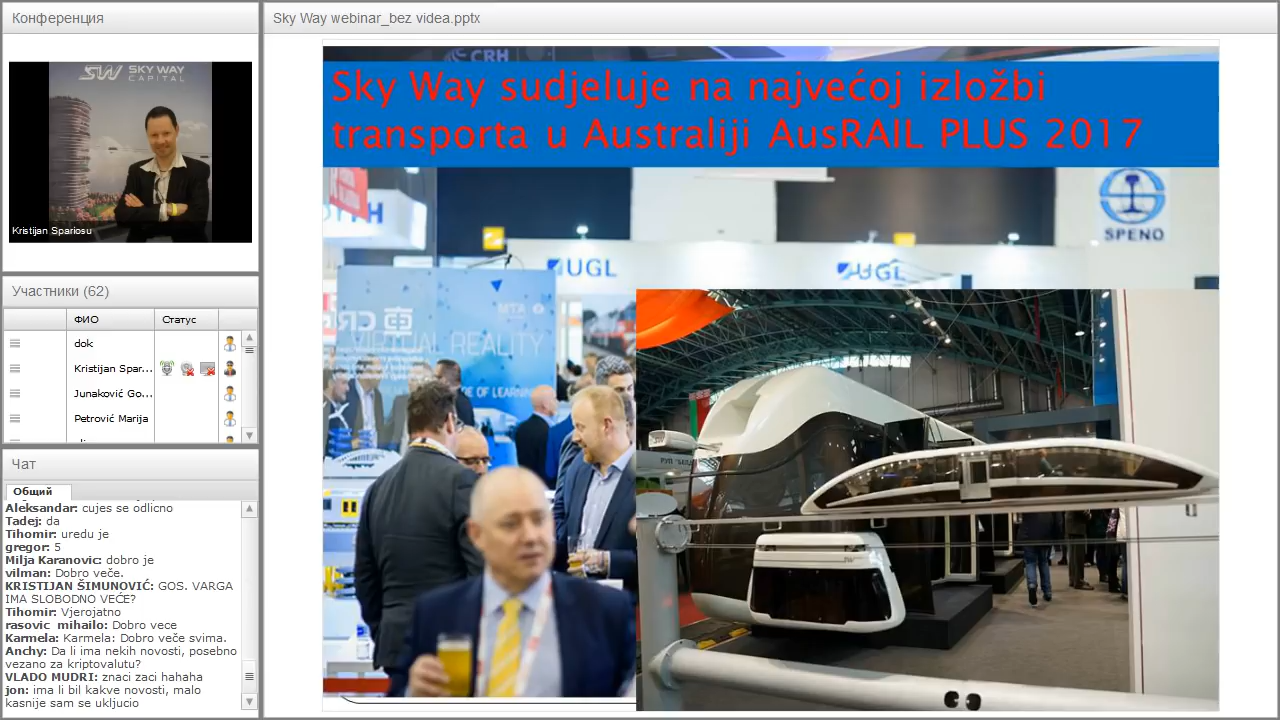 Конференция
SKY WAY
CAPITAL
Kristijan Spariosu
Участники (62)
ФИО
Статус
dok
Kristijan Spar...
Junaković Go...
Petrović Marija
Чат
Общий
Aleksandar: odlicno
Tades: da
Tihomir: uredu je
gregor: 5
Milja Karanovic: dobro je
vilman: Dobro veče
KRISTIJAN ŠIMUNOVIĆ: GOS. VARGA
IMA SLOBODNO VEĆE?
Tihomir: Vjerojatno
rasovic mihailo: Dobro vece
Karmela: Karmela: Dobro veče svima.
Anchy: Da li ima nekih novosti, posebno
vezano za kriptovalutu?
VLADO MUDRI: znaci zaci hahaha
jon: ima li bil kakve novosti, malo
kasnije sam se ukljucio
Sky Way webinar_bez videa.pptx
CRH
Sky Way sudjeluje na najvećoj izložbi
transporta u Australiji AusRAIL PLUS 2017
SPENO
UGL
UGL
MTA
VIRTUAL REALITY
OF LEARNING